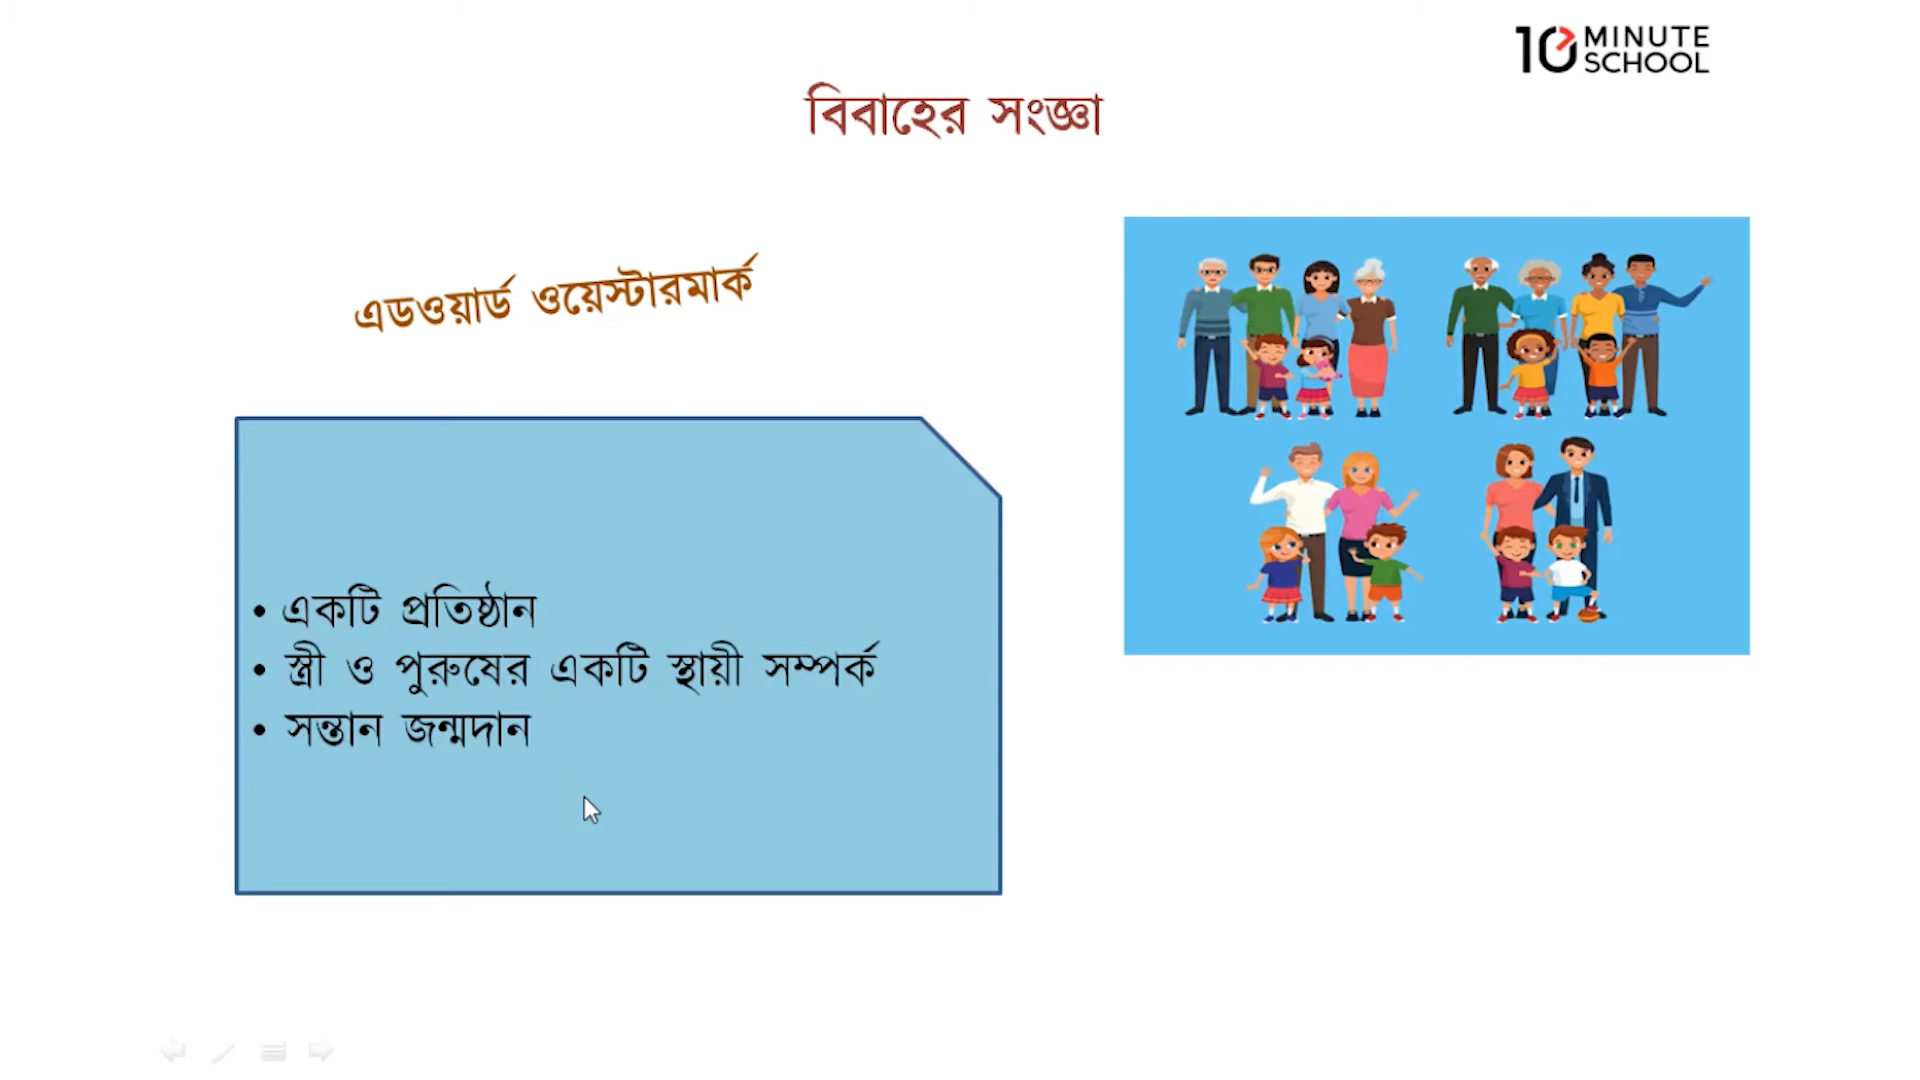 10 MINUTE
SCHOOL
বিবাহের সংজ্ঞা
এডওয়ার্ড ওয়েস্টারমার্ক
• একটি প্রতিষ্ঠান
• স্ত্রী ও পুরুষের একটি স্থায়ী সম্পর্ক
• সন্তান জন্মদান